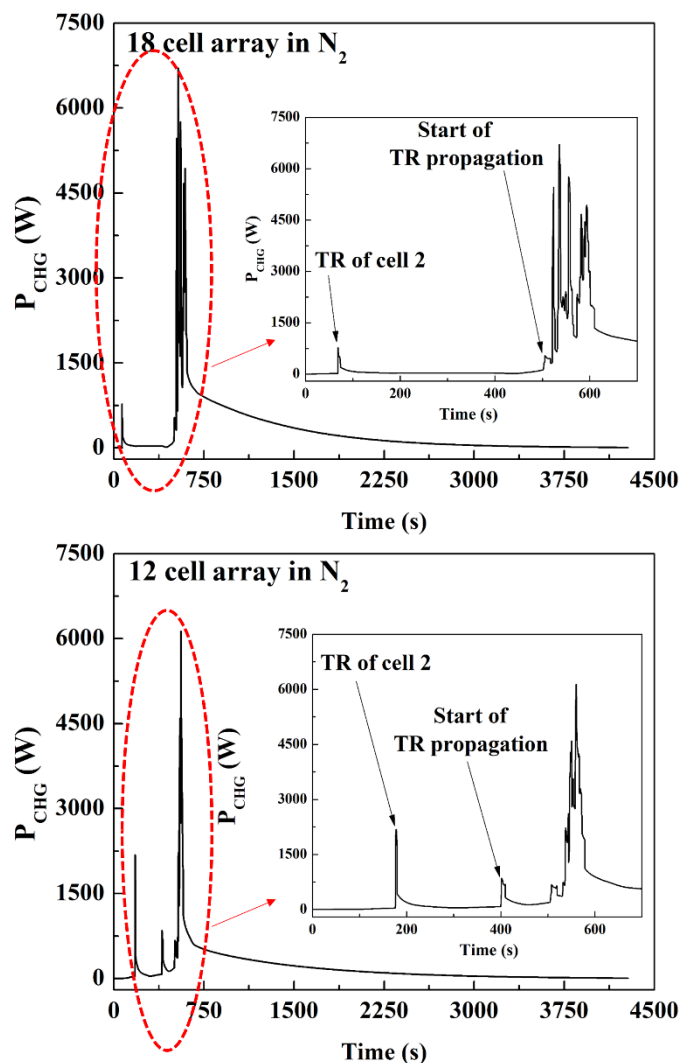 18 cell array in N₂
P_CHG (W)
7500
6000
4500
3000
1500
0
0 750 1500 2250 3000 3750 4500
Time (s)
P_CHG (W)
7500
6000
4500
3000
1500
0
0 200 400 600
Time (s)
TR of cell 2
Start of
TR propagation
12 cell array in N₂
P_CHG (W)
7500
6000
4500
3000
1500
0
0 750 1500 2250 3000 3750 4500
Time (s)
P_CHG (W)
7500
6000
4500
3000
1500
0
0 200 400 600
Time (s)
TR of cell 2
Start of
TR propagation